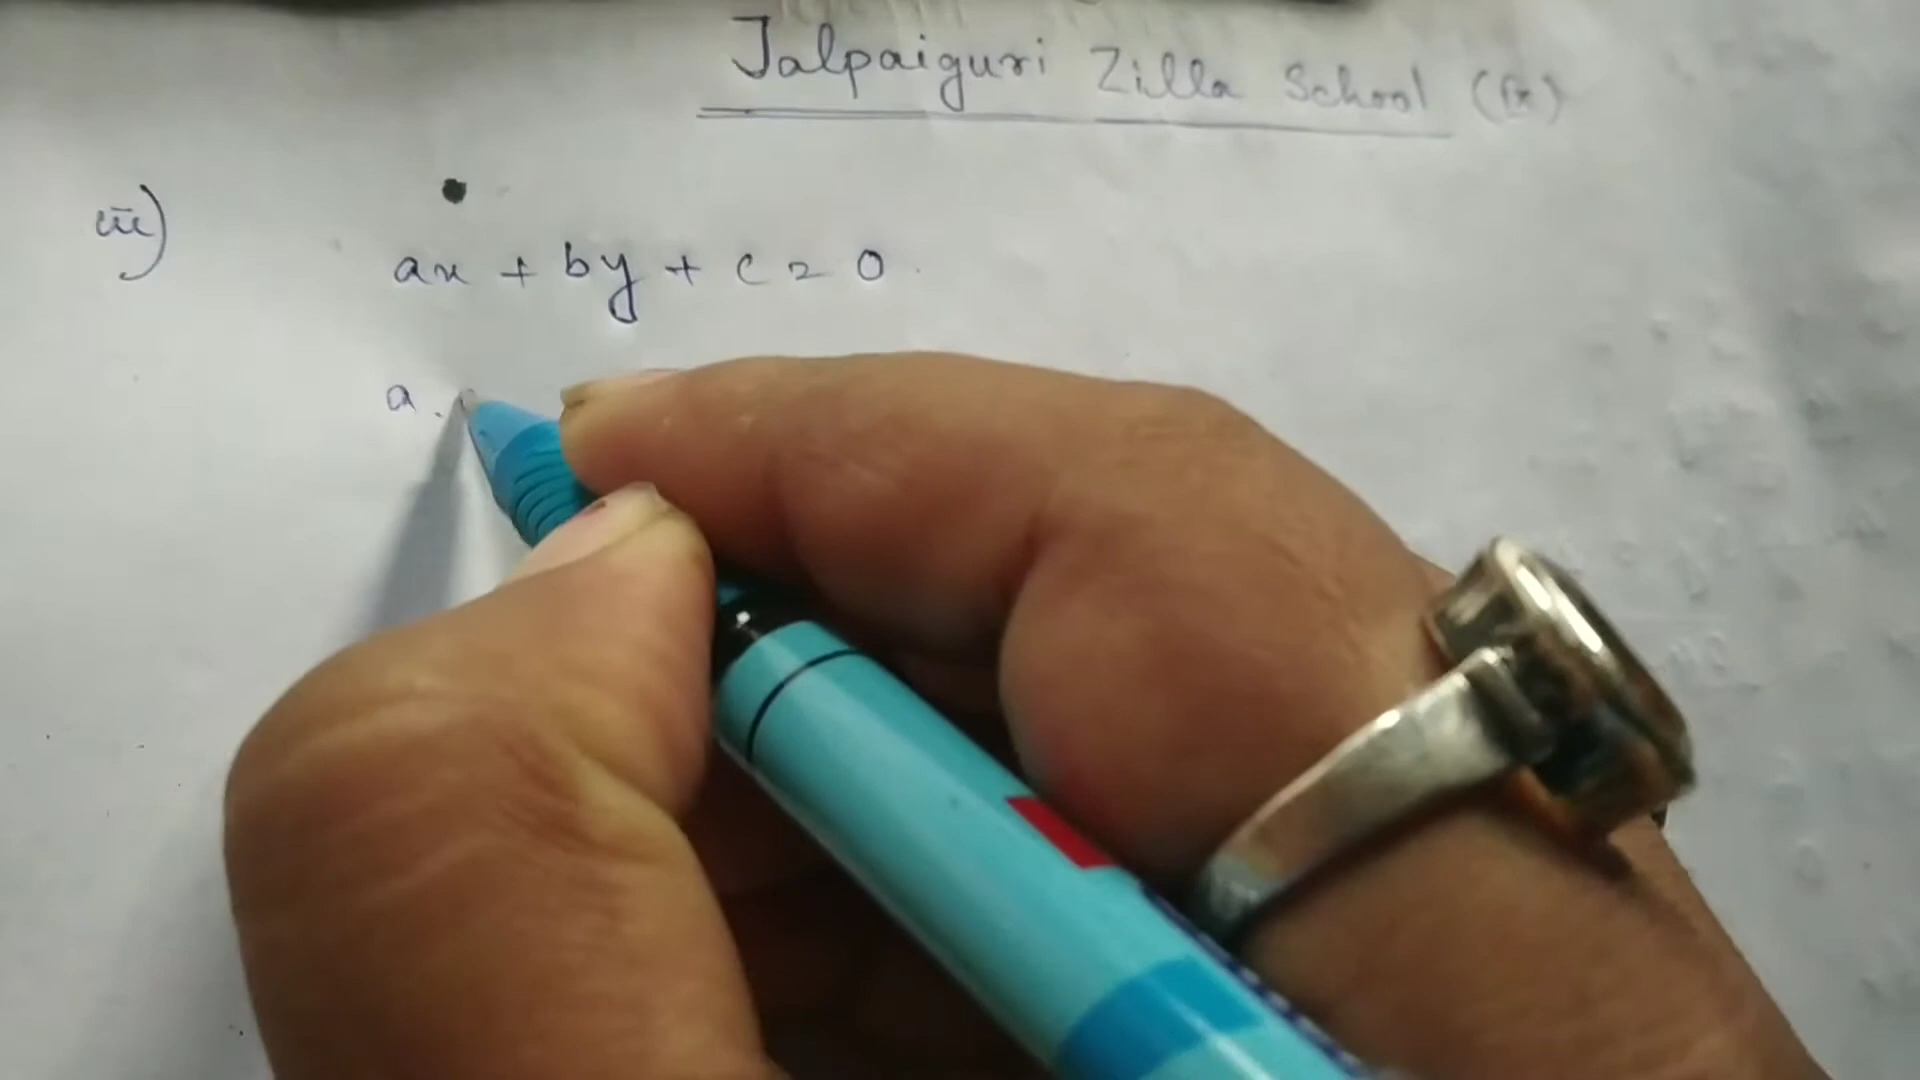 Jalpaiguri Zilla School (IX)
iii)
ax + by + c = 0
a.